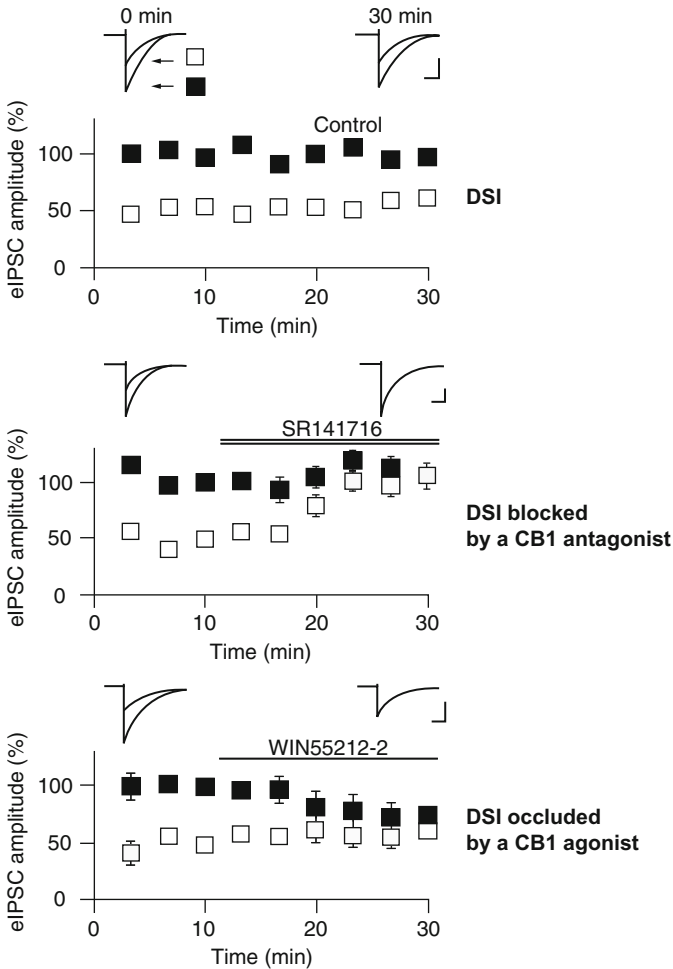 0 min
30 min
eIPSC amplitude (%)
Control
100
50
0
DSI
0
10
20
30
Time (min)
eIPSC amplitude (%)
SR141716
100
50
0
DSI blocked
by a CB1 antagonist
0
10
20
30
Time (min)
eIPSC amplitude (%)
WIN55212-2
100
50
0
DSI occluded
by a CB1 agonist
0
10
20
30
Time (min)